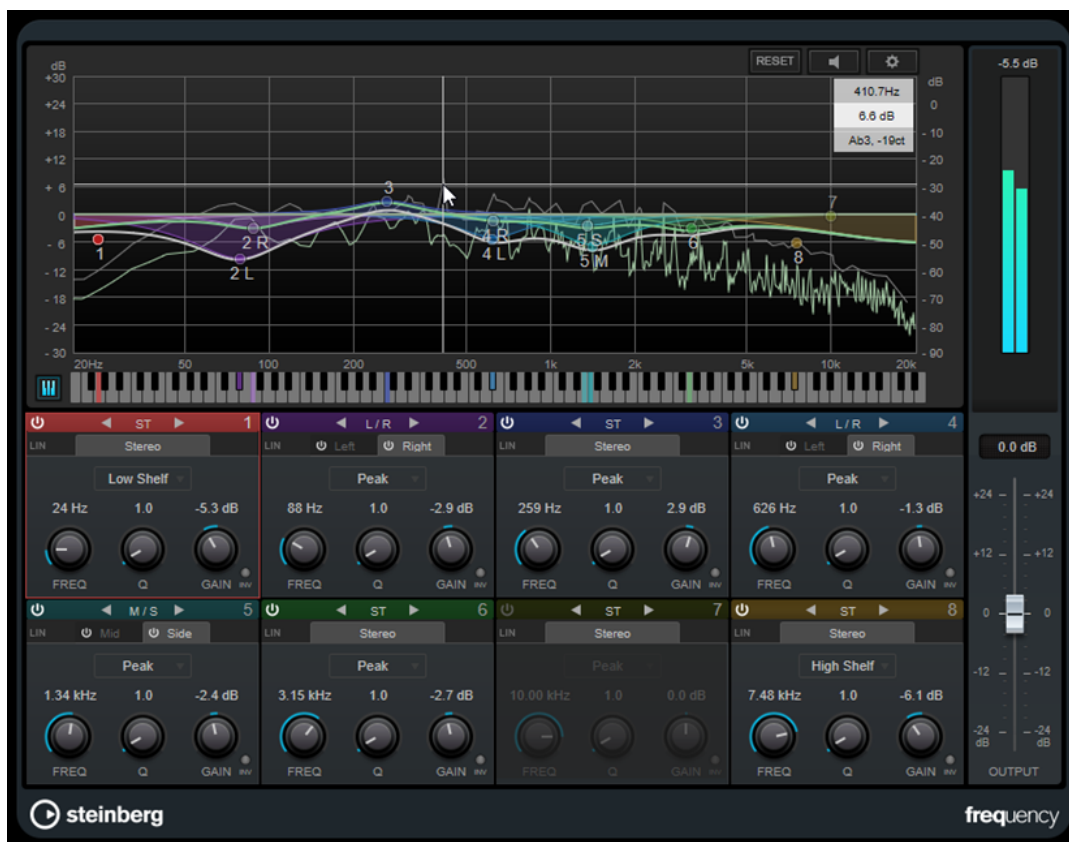 RESET
-5.5 dB
dB
+30
+24
+18
+12
+ 6
0
- 6
- 12
- 18
- 24
- 30
410.7Hz
6.6 dB
Ab3, -19ct
dB
0
- 10
- 20
- 30
- 40
- 50
- 60
- 70
- 80
- 90
1
2 R
2 L
3
4 R
4 L
5 S
5 M
6
7
8
20Hz 50 100 200 500 1k 2k 5k 10k 20k
ST 1
LIN Stereo
Low Shelf
24 Hz 1.0 -5.3 dB
FREQ Q GAIN INV
L / R 2
LIN Left Right
Peak
88 Hz 1.0 -2.9 dB
FREQ Q GAIN INV
ST 3
LIN Stereo
Peak
259 Hz 1.0 2.9 dB
FREQ Q GAIN INV
L / R 4
LIN Left Right
Peak
626 Hz 1.0 -1.3 dB
FREQ Q GAIN INV
M / S 5
LIN Mid Side
Peak
1.34 kHz 1.0 -2.4 dB
FREQ Q GAIN INV
ST 6
LIN Stereo
Peak
3.15 kHz 1.0 -2.7 dB
FREQ Q GAIN INV
ST 7
LIN Stereo
Peak
10.00 kHz 1.0 0.0 dB
FREQ Q GAIN INV
ST 8
LIN Stereo
High Shelf
7.48 kHz 1.0 -6.1 dB
FREQ Q GAIN INV
0.0 dB
+24 +24
+12 +12
0 0
-12 -12
-24 -24
dB dB
OUTPUT
steinberg
frequency